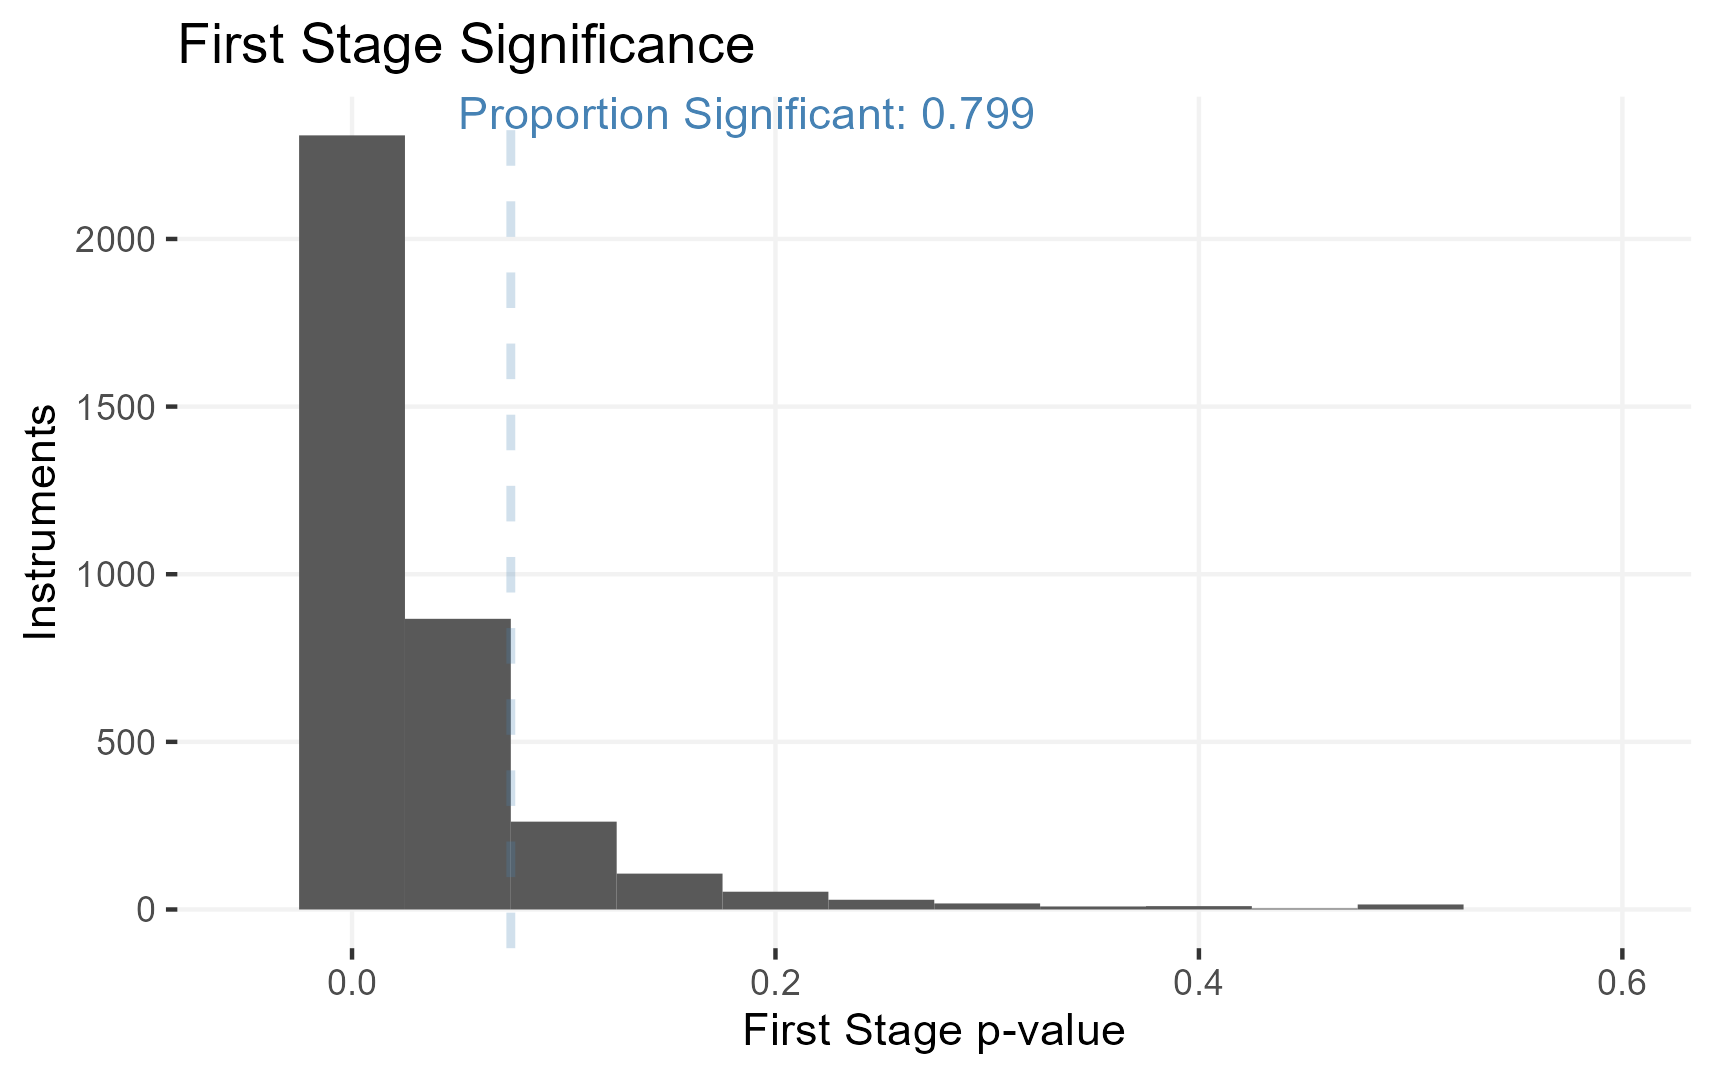 First Stage Significance
Proportion Significant: 0.799
2000
1500
1000
500
0
Instruments
0.0 0.2 0.4 0.6
First Stage p-value